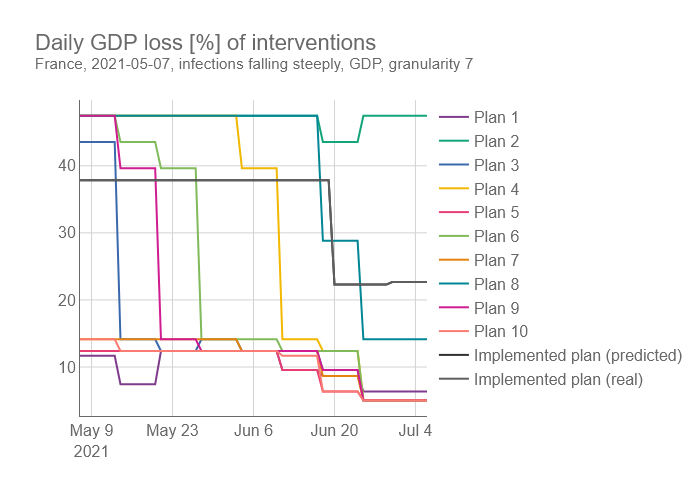 Daily GDP loss [%] of interventions
France, 2021-05-07, infections falling steeply, GDP, granularity 7
40
30
20
10
May 9
2021
May 23
Jun 6
Jun 20
Jul 4
Plan 1
Plan 2
Plan 3
Plan 4
Plan 5
Plan 6
Plan 7
Plan 8
Plan 9
Plan 10
Implemented plan (predicted)
Implemented plan (real)